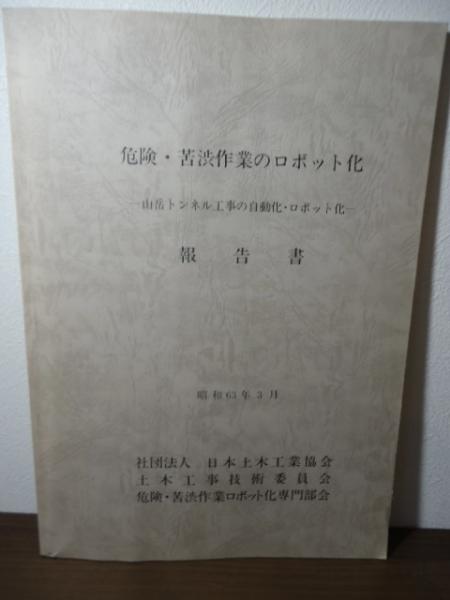 危険・苦渋作業のロボット化
―山岳トンネル工事の自動化・ロボット化―
報告書
昭和63年3月
社団法人 日本土木工業協会
土木工事技術委員会
危険・苦渋作業ロボット化専門部会